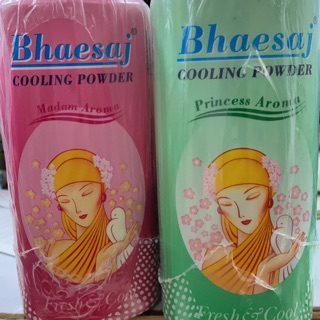 Bhaesaj®
COOLING POWDER
Madam Aroma
Fresh & Cool
Bhaesaj®
COOLING POWDER
Princess Aroma
Fresh & Cool